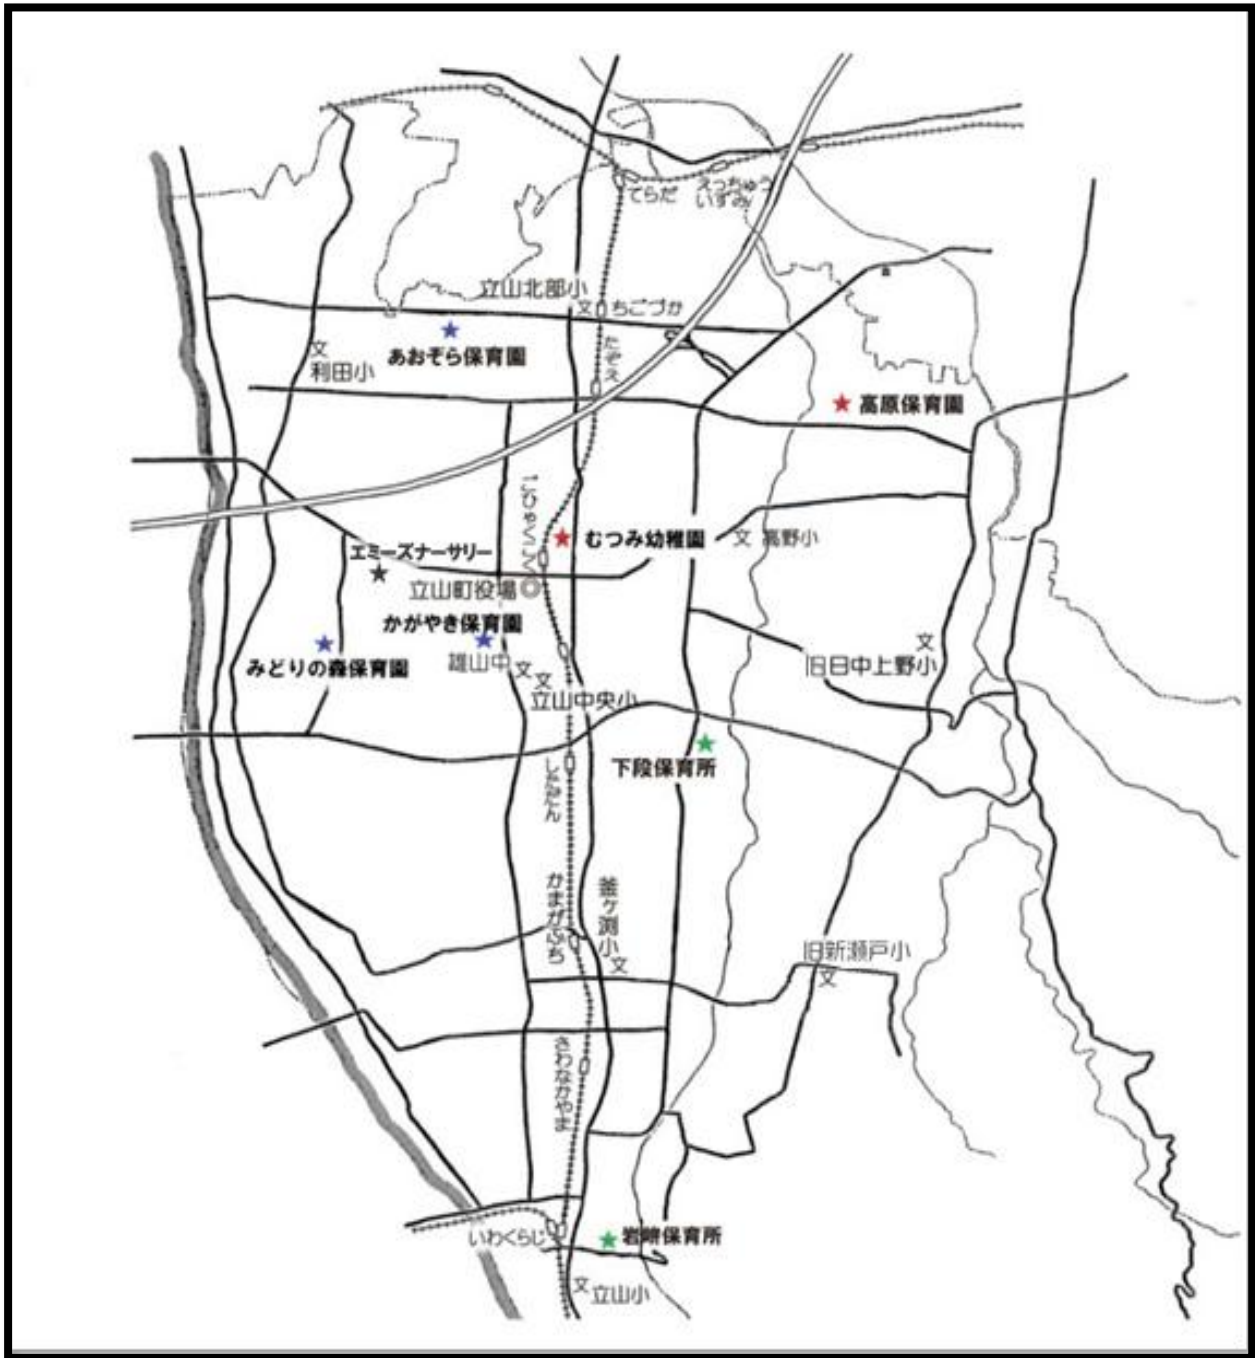 てらだ
えっちゅう
いずみ
立山北部小
文
ちごづか
★
あおぞら保育園
たぞえ
文
利田小
★
高原保育園
ごひゃくこく
★
むつみ幼稚園
文
高野小
エミーズナーサリー
★
立山町役場◎
かがやき保育園
★
★
みどりの森保育園
雄山中
文
文
立山中央小
文
旧日中上野小
★
下段保育所
しただん
かまがふち
釜ヶ渕小
文
旧新瀬戸小
文
さわなかやま
いわくらじ
★
岩峅保育所
文
立山小